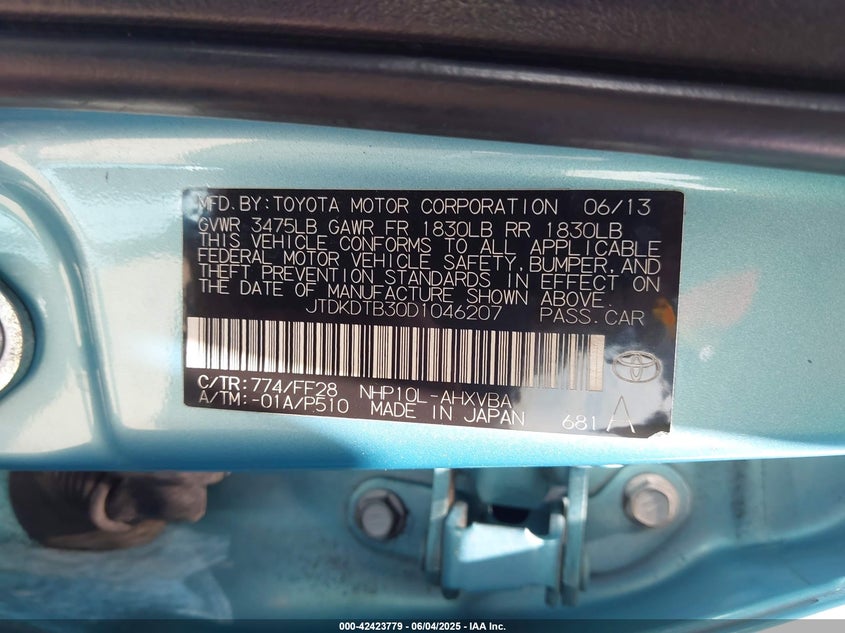 MFD. BY: TOYOTA MOTOR CORPORATION 06/13
GVWR 3475LB GAWR FR 1830LB RR 1830LB
THIS VEHICLE CONFORMS TO ALL APPLICABLE
FEDERAL MOTOR VEHICLE SAFETY, BUMPER, AND
THEFT PREVENTION STANDARDS IN EFFECT ON
THE DATE OF MANUFACTURE SHOWN ABOVE.
JTDKDTB30D1046207 PASS. CAR
C/TR: 774/FF28 NHP10L-AHXVBA
A/TM: -01A/P510 MADE IN JAPAN 681 A
000-42423779 - 06/04/2025 - IAA Inc.